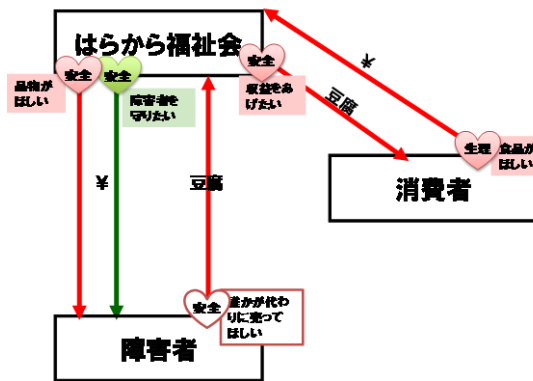 はらから福祉会
安全
安全
安全
品物が
ほしい
障害者を
守りたい
収益をあ
げたい
¥
豆腐
生理
食品が
ほしい
消費者
¥
豆腐
安全
誰かが代わ
りに売って
ほしい
障害者